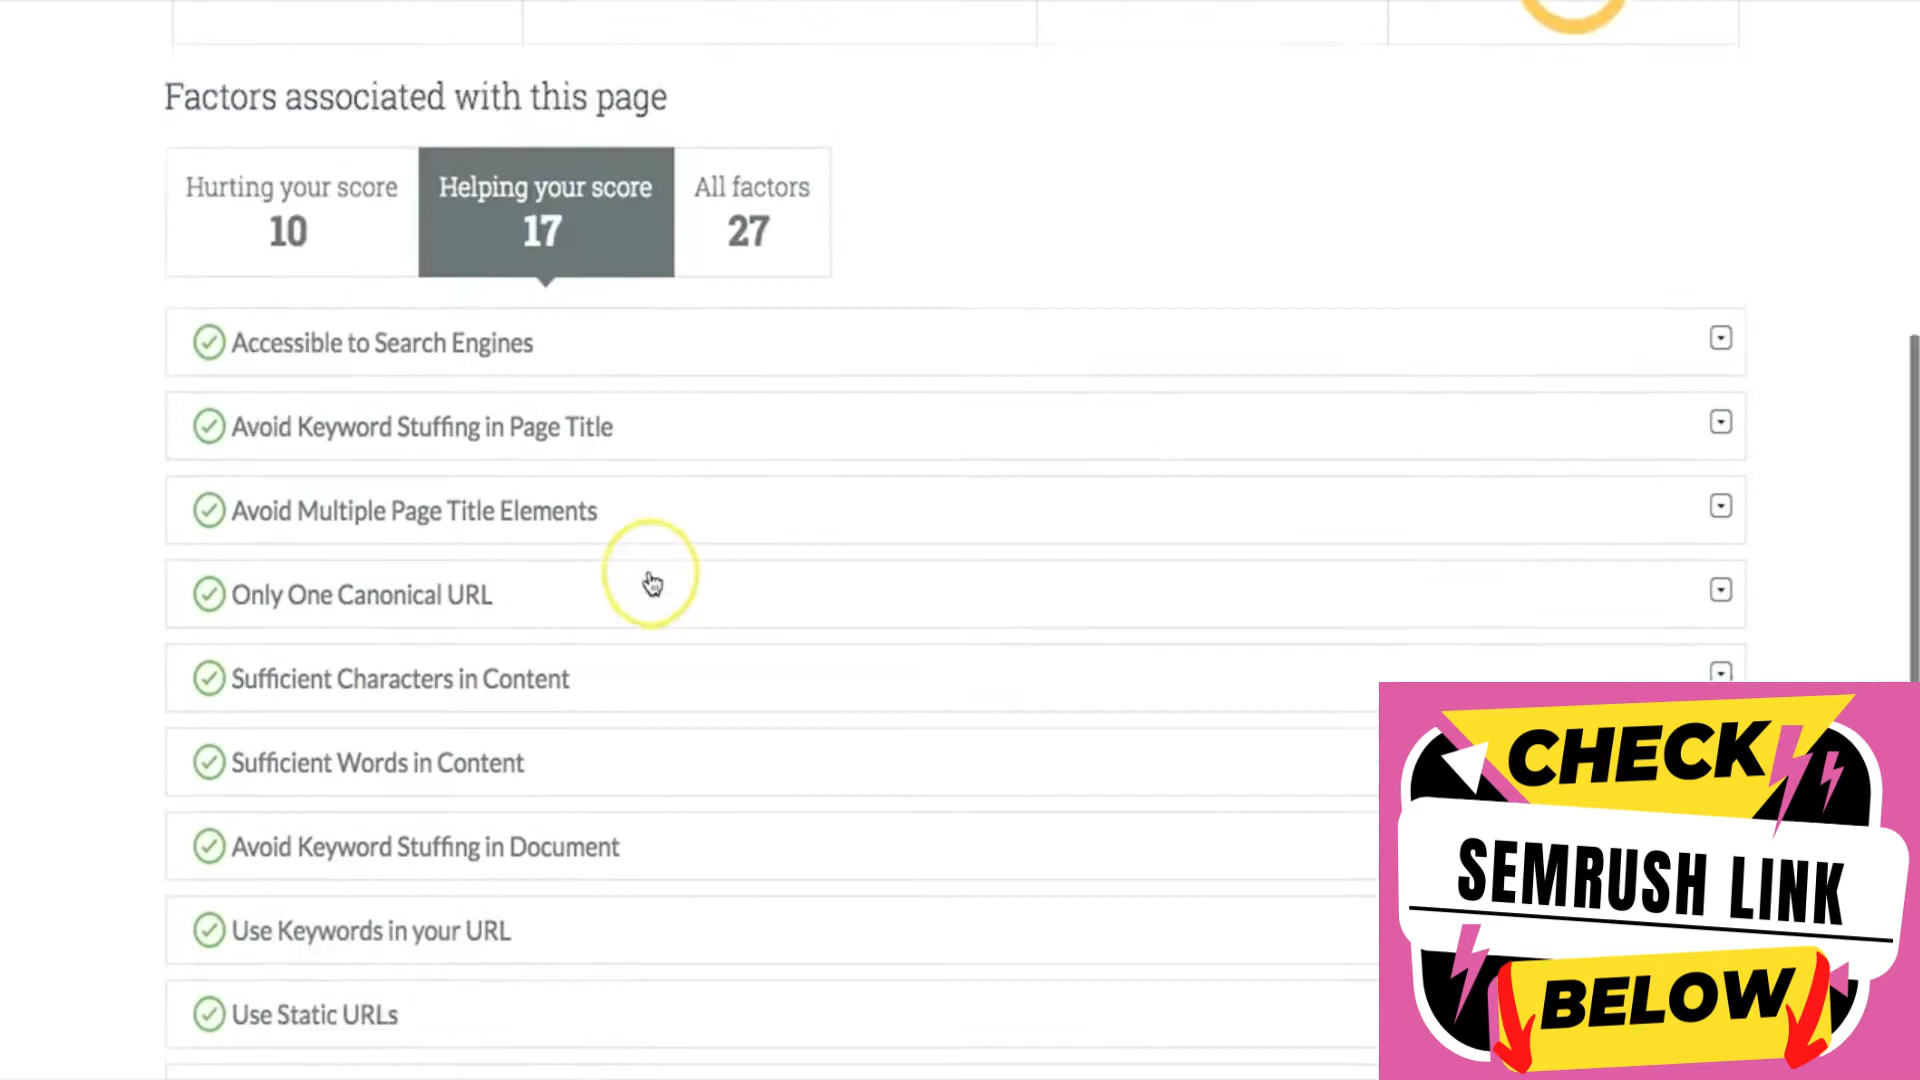 Factors associated with this page
Hurting your score
10
Helping your score
17
All factors
27
Accessible to Search Engines
Avoid Keyword Stuffing in Page Title
Avoid Multiple Page Title Elements
Only One Canonical URL
Sufficient Characters in Content
Sufficient Words in Content
Avoid Keyword Stuffing in Document
Use Keywords in your URL
Use Static URLs
CHECK
SEMRUSH LINK
BELOW